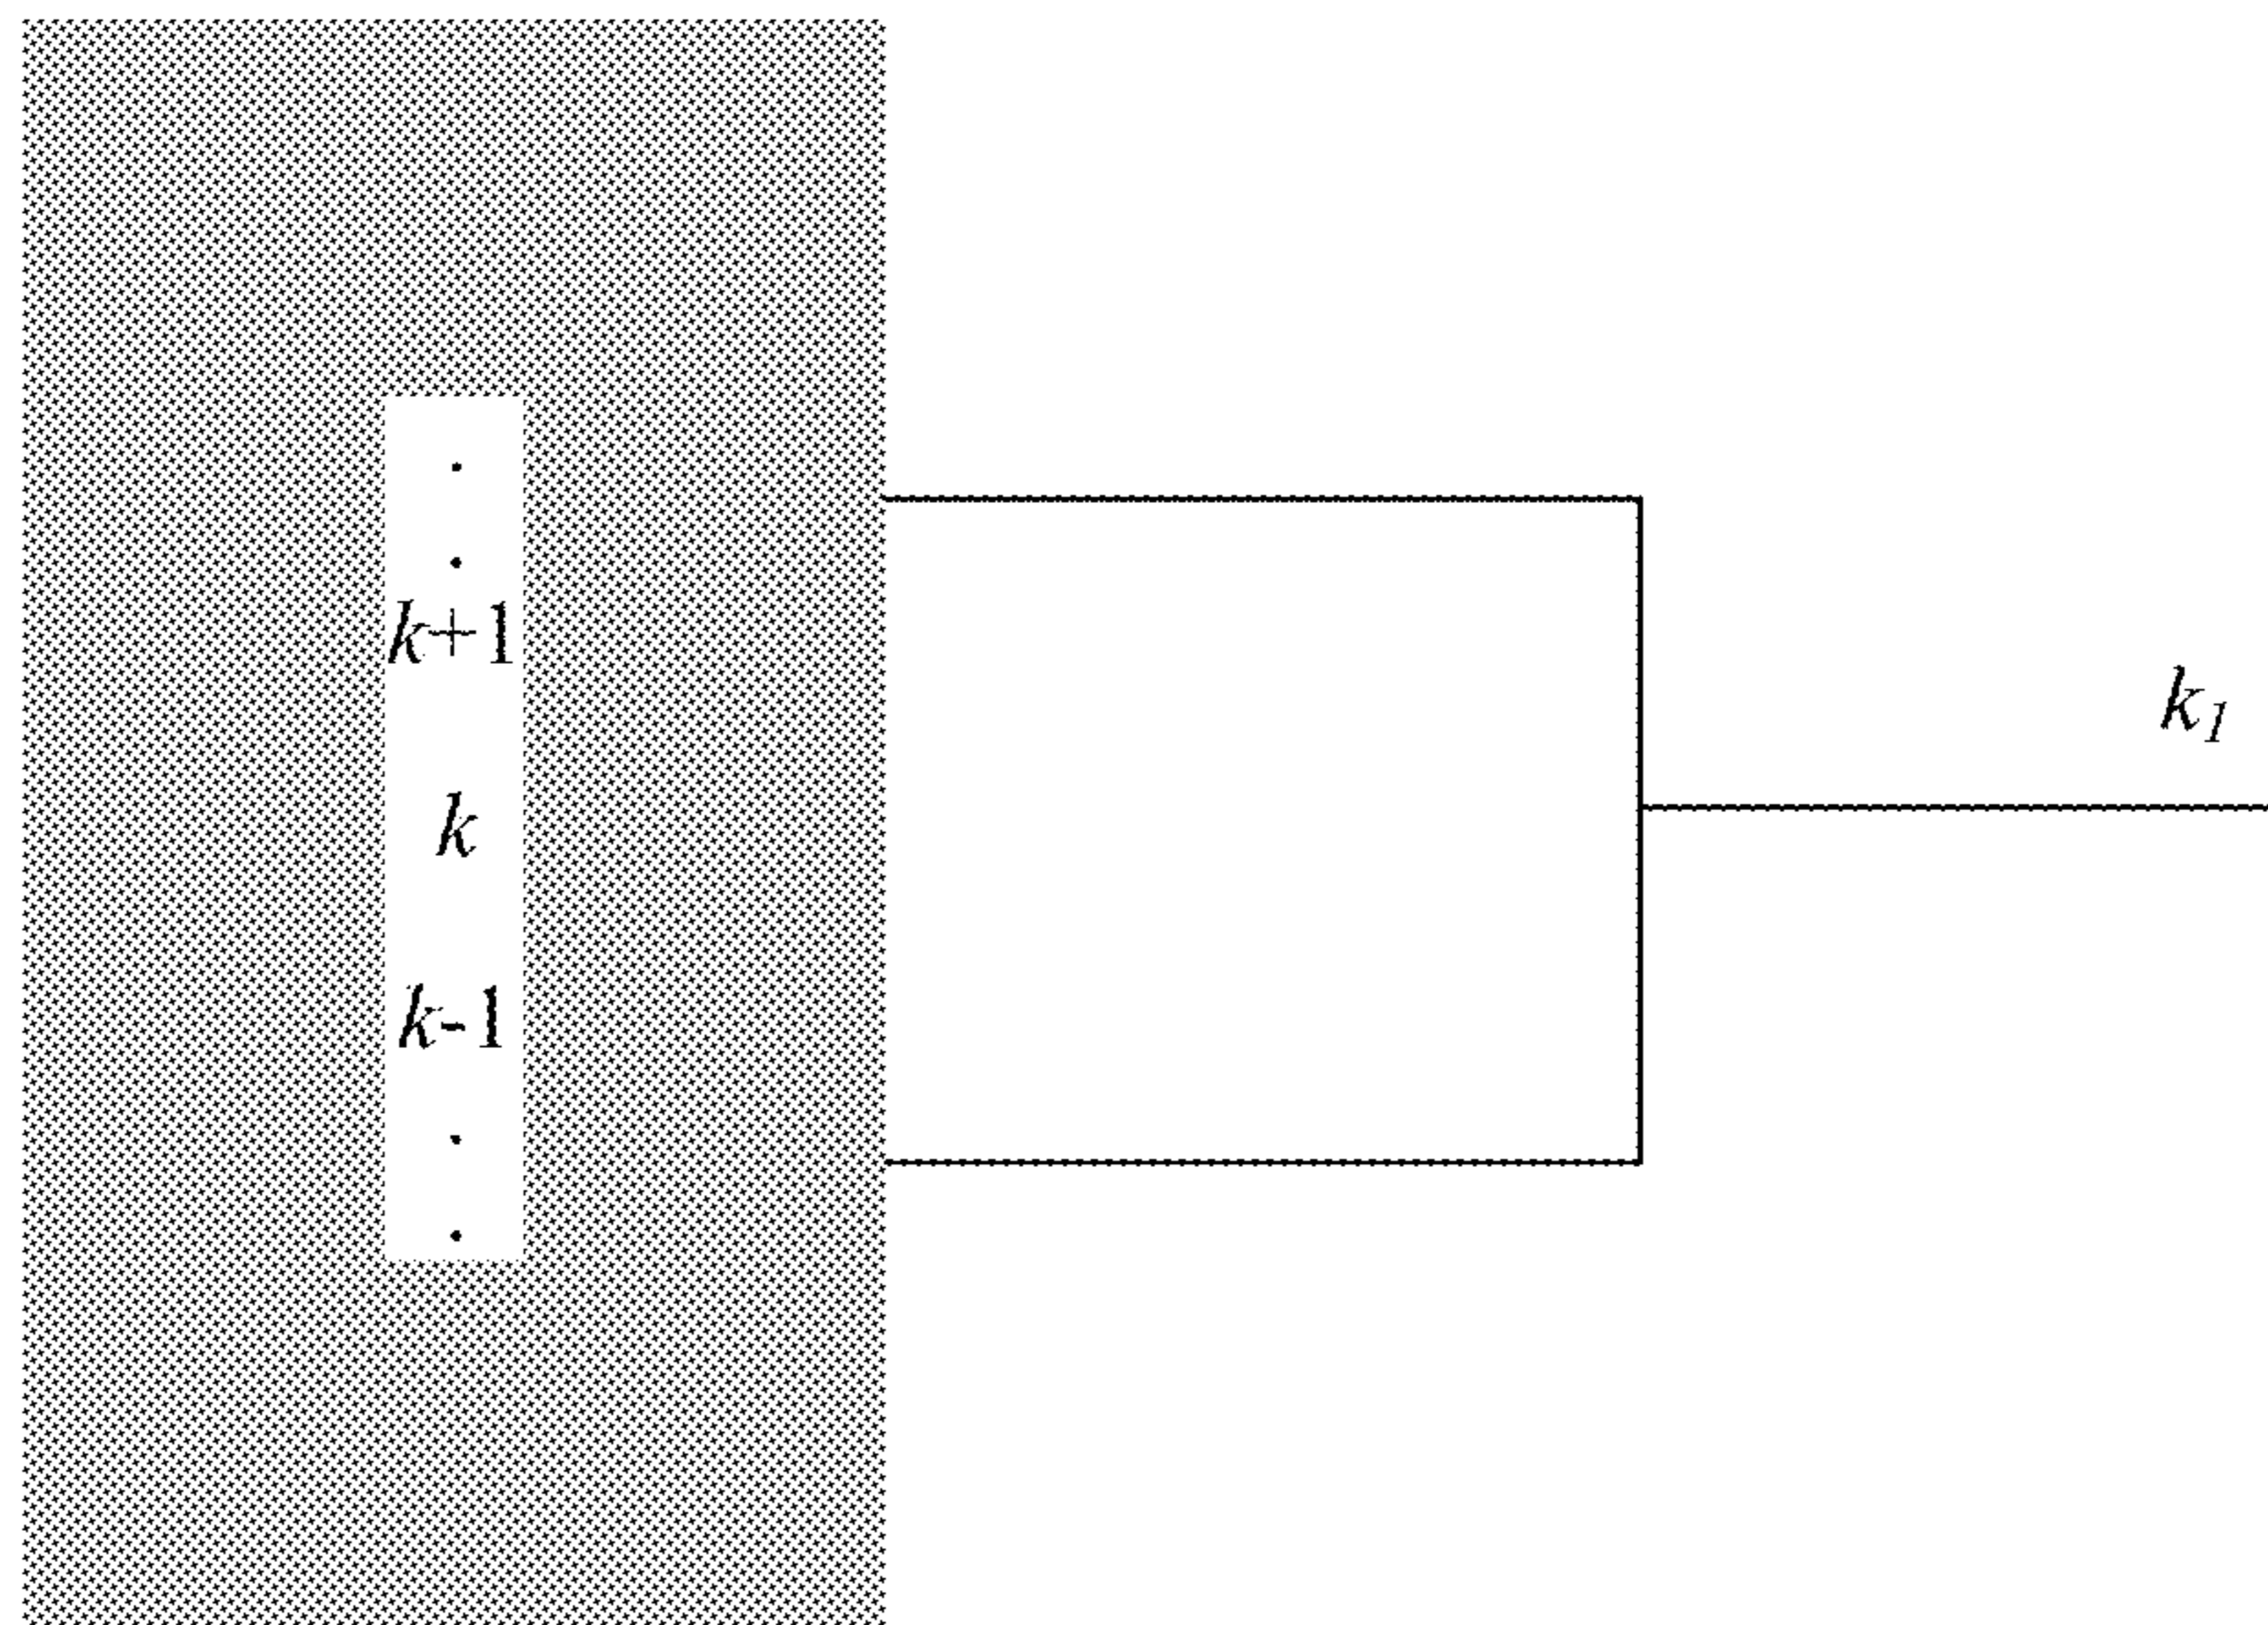 .
.
k+1
k₁
k
k-1
.
.